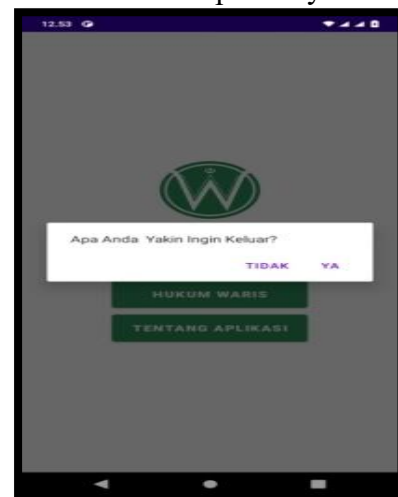 12.53
Apa Anda Yakin Ingin Keluar?
TIDAK YA
HUKUM WARIS
TENTANG APLIKASI